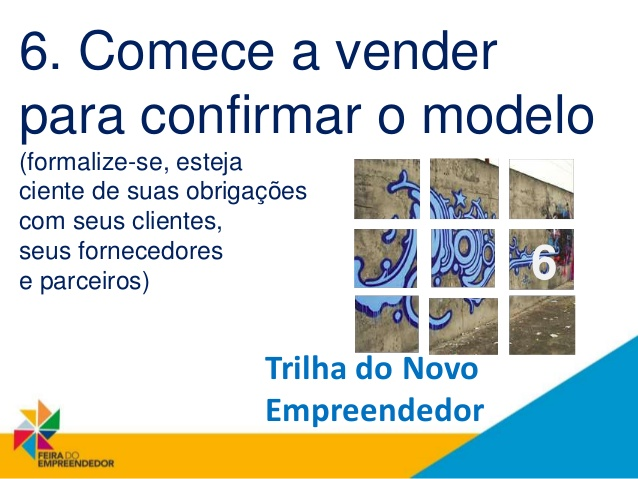 6. Comece a vender
para confirmar o modelo
(formalize-se, esteja
ciente de suas obrigações
com seus clientes,
seus fornecedores
e parceiros)
6
Trilha do Novo
Empreendedor
FEIRA DO
EMPREENDEDOR